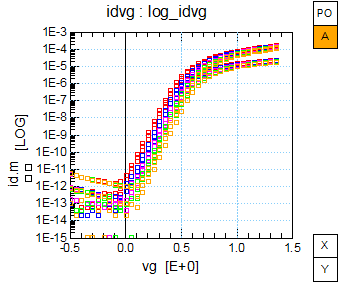 idvg : log_idvg
PO
A
1E-3
1E-4
1E-5
1E-6
1E-7
1E-8
1E-9
1E-10
1E-11
1E-12
1E-13
1E-14
1E-15
id.m [LOG]
-0.5
0.0
0.5
1.0
1.5
vg [E+0]
X
Y